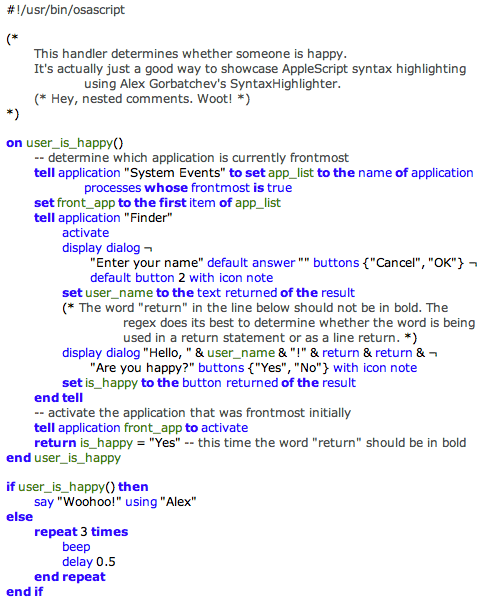 #!/usr/bin/osascript
(*
This handler determines whether someone is happy.
It's actually just a good way to showcase AppleScript syntax highlighting
using Alex Gorbatchev's SyntaxHighlighter.
(* Hey, nested comments. Woot! *)
*)
on user_is_happy()
-- determine which application is currently frontmost
tell application "System Events" to set app_list to the name of application
processes whose frontmost is true
set front_app to the first item of app_list
tell application "Finder"
activate
display dialog ¬
"Enter your name" default answer "" buttons {"Cancel", "OK"} ¬
default button 2 with icon note
set user_name to the text returned of the result
(* The word "return" in the line below should not be in bold. The
regex does its best to determine whether the word is being
used in a return statement or as a line return. *)
display dialog "Hello, " & user_name & "!" & return & return & ¬
"Are you happy?" buttons {"Yes", "No"} with icon note
set is_happy to the button returned of the result
end tell
-- activate the application that was frontmost initially
tell application front_app to activate
return is_happy = "Yes" -- this time the word "return" should be in bold
end user_is_happy
if user_is_happy() then
say "Woohoo!" using "Alex"
else
repeat 3 times
beep
delay 0.5
end repeat
end if